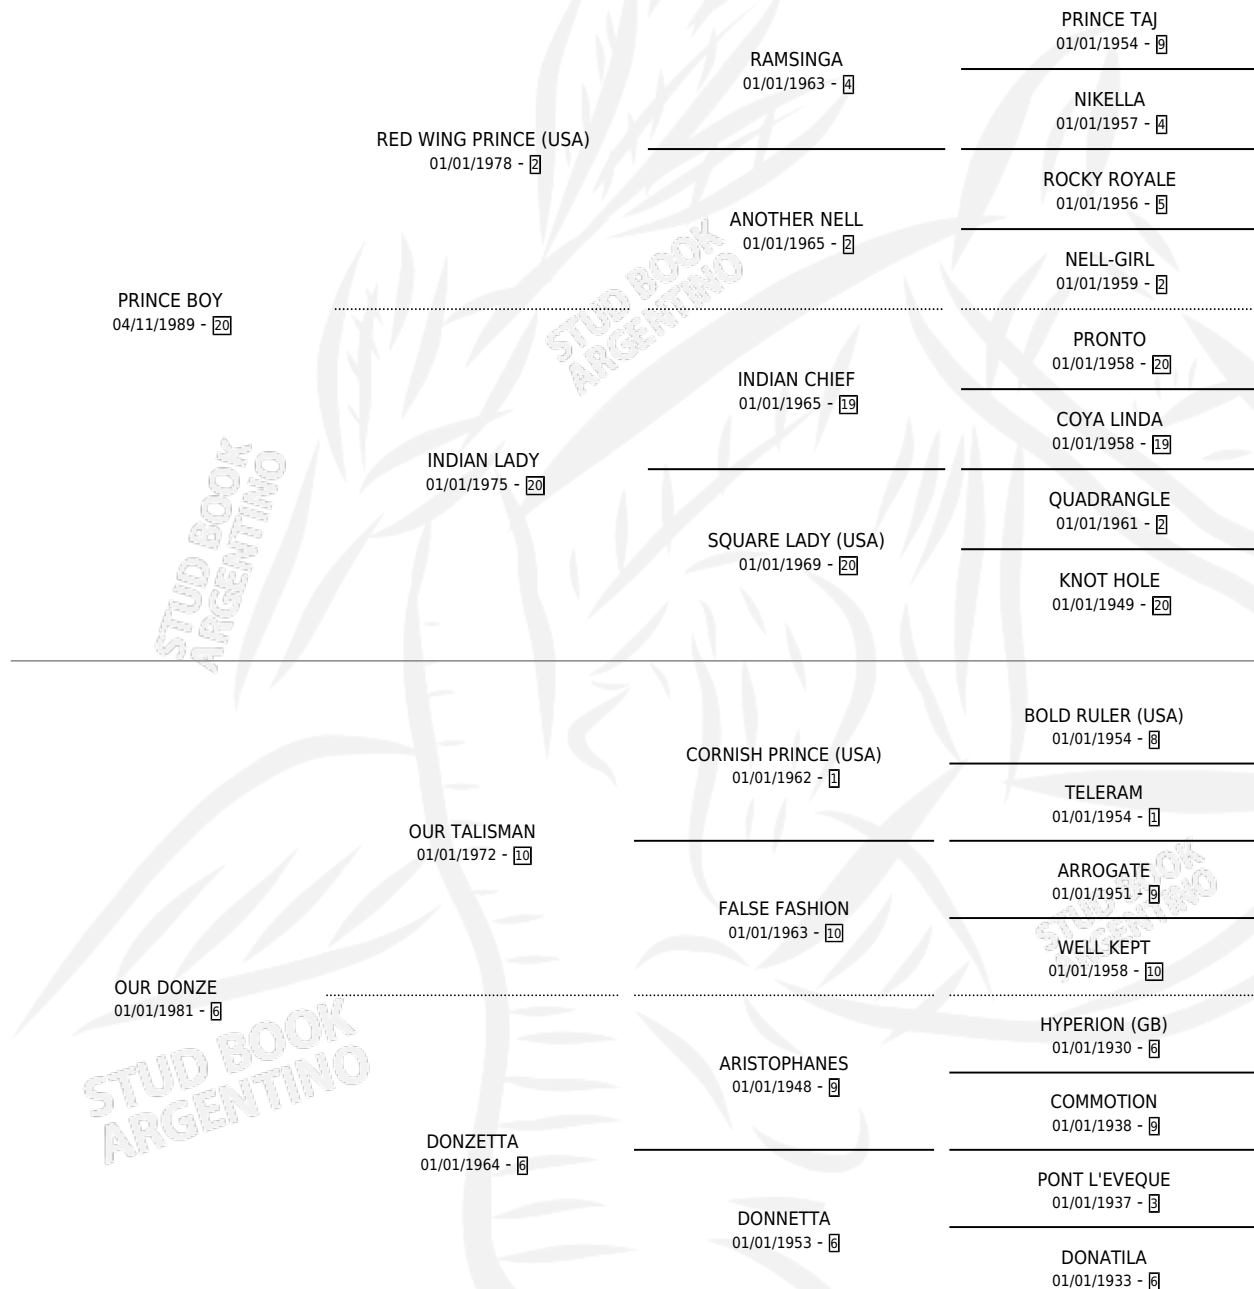 PRINCE TAJ
01/01/1954 - 9
RAMSINGA
01/01/1963 - 4
NIKELLA
01/01/1957 - 4
RED WING PRINCE (USA)
01/01/1978 - 2
ROCKY ROYALE
01/01/1956 - 5
ANOTHER NELL
01/01/1965 - 2
NELL-GIRL
01/01/1959 - 2
PRINCE BOY
04/11/1989 - 20
PRONTO
01/01/1958 - 20
INDIAN CHIEF
01/01/1965 - 19
COYA LINDA
01/01/1958 - 19
INDIAN LADY
01/01/1975 - 20
QUADRANGLE
01/01/1961 - 2
SQUARE LADY (USA)
01/01/1969 - 20
KNOT HOLE
01/01/1949 - 20
STUD BOOK
ARGENTINO
STUD BOOK
ARGENTINO
BOLD RULER (USA)
01/01/1954 - 8
CORNISH PRINCE (USA)
01/01/1962 - 1
TELERAM
01/01/1954 - 1
OUR TALISMAN
01/01/1972 - 10
ARROGATE
01/01/1951 - 9
FALSE FASHION
01/01/1963 - 10
WELL KEPT
01/01/1958 - 10
STUD BOOK
ARGENTINO
OUR DONZE
01/01/1981 - 6
HYPERION (GB)
01/01/1930 - 6
ARISTOPHANES
01/01/1948 - 9
COMMOTION
01/01/1938 - 9
STUD BOOK
ARGENTINO
DONZETTA
01/01/1964 - 6
PONT L'EVEQUE
01/01/1937 - 3
DONNETTA
01/01/1953 - 6
DONATILA
01/01/1933 - 6